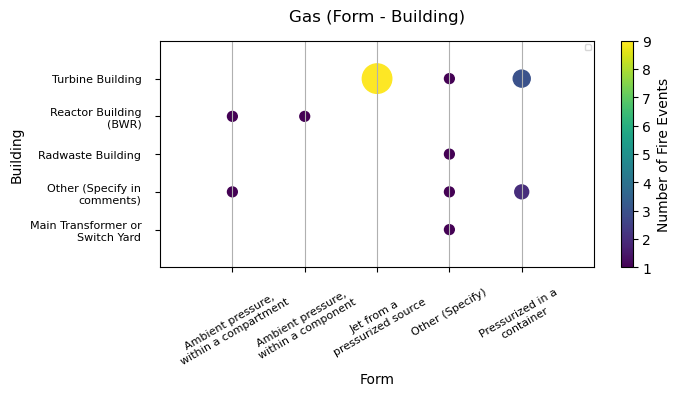 Gas (Form - Building)
Building
Turbine Building
Reactor Building
(BWR)
Radwaste Building
Other (Specify in
comments)
Main Transformer or
Switch Yard
Ambient pressure,
within a compartment
Ambient pressure,
within a component
Jet from a
pressurized source
Other (Specify)
Pressurized in a
container
Form
9
8
7
6
5
4
3
2
1
Number of Fire Events